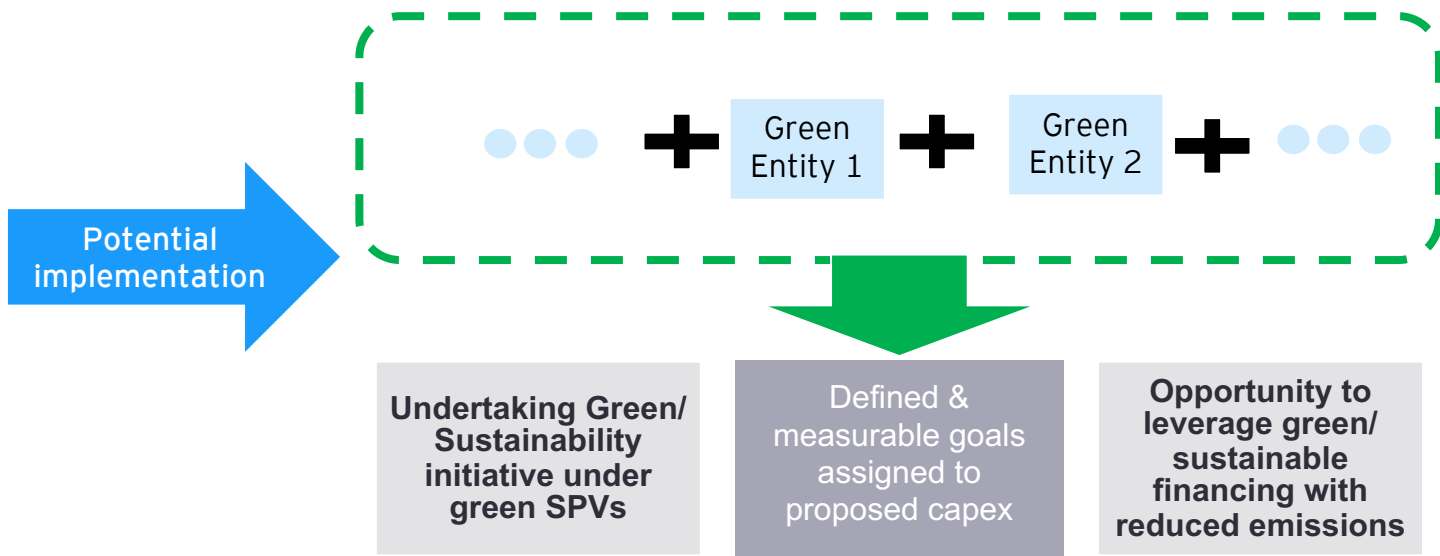 Green
Entity 1
Green
Entity 2
Potential
implementation
Undertaking Green/
Sustainability
initiative under
green SPVs
Defined &
measurable goals
assigned to
proposed capex
Opportunity to
leverage green/
sustainable
financing with
reduced emissions